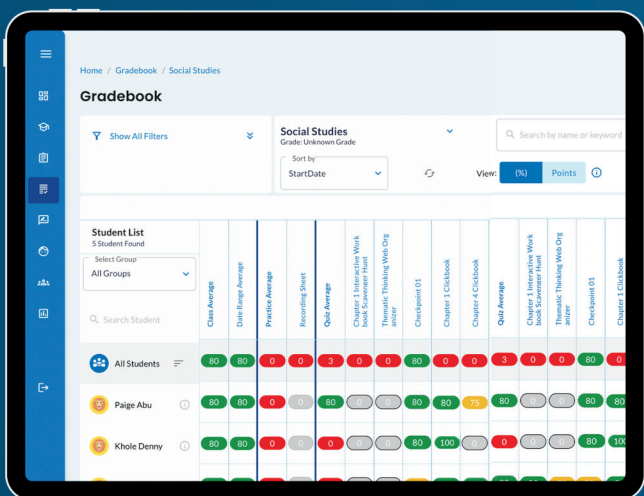 Home / Gradebook / Social Studies
Gradebook
Show All Filters
Social Studies
Grade: Unknown Grade
Sort by
StartDate
Search by name or keyword
View:
(%)
Points
Student List
5 Student Found
Select Group
All Groups
Search Student
Class Average
Date Range Average
Practice Average
Recording Sheet
Quiz Average
Chapter 1 Interactive Work
book Scavenger Hunt
Thematic Thinking Web Org
anizer
Checkpoint 01
Chapter 1 Clickbook
Chapter 4 Clickbook
Quiz Average
Chapter 1 Interactive Work
book Scavenger Hunt
Thematic Thinking Web Org
anizer
Checkpoint 01
Chapter 1 Clickbook
All Students 80 80 0 0 3 0 0 80 0 0 3 0 0 80 0
Paige Abu 80 80 0 0 80 0 0 80 80 75 80 0 0 80 80
Khole Denny 80 80 0 0 0 0 0 80 100 0 0 0 0 80